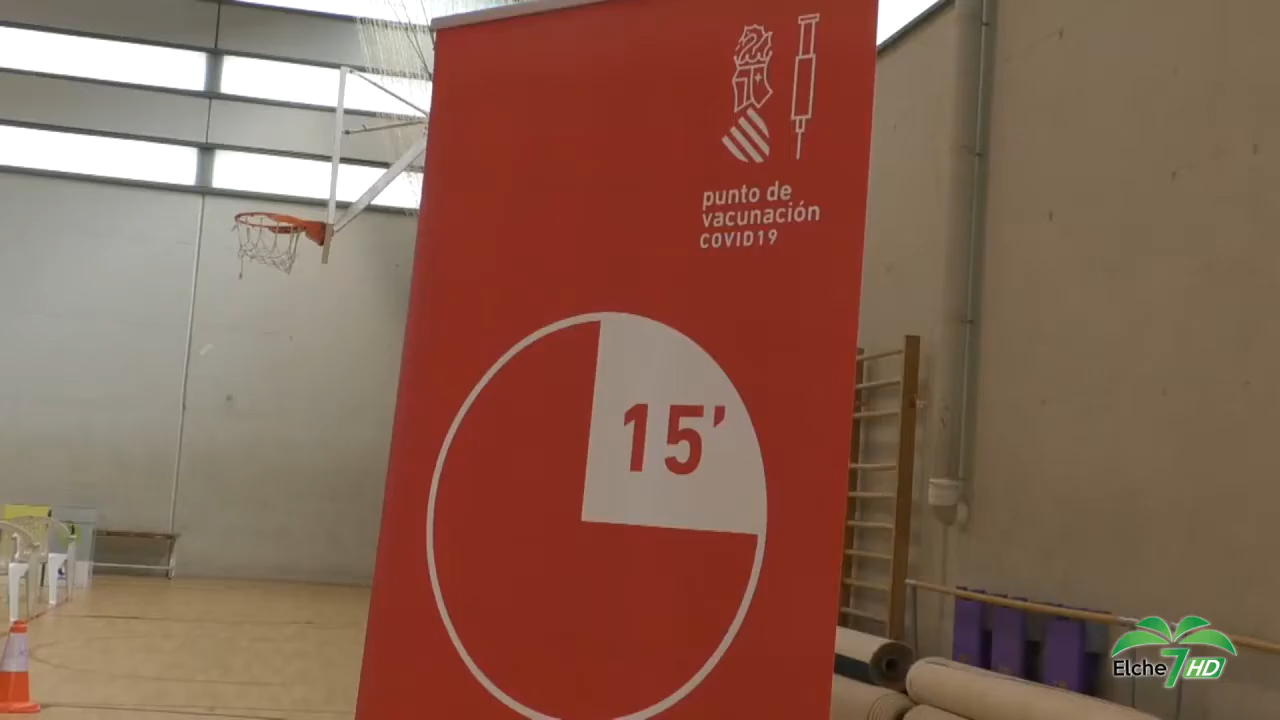 punto de
vacunación
COVID19
15’
Elche 7 HD